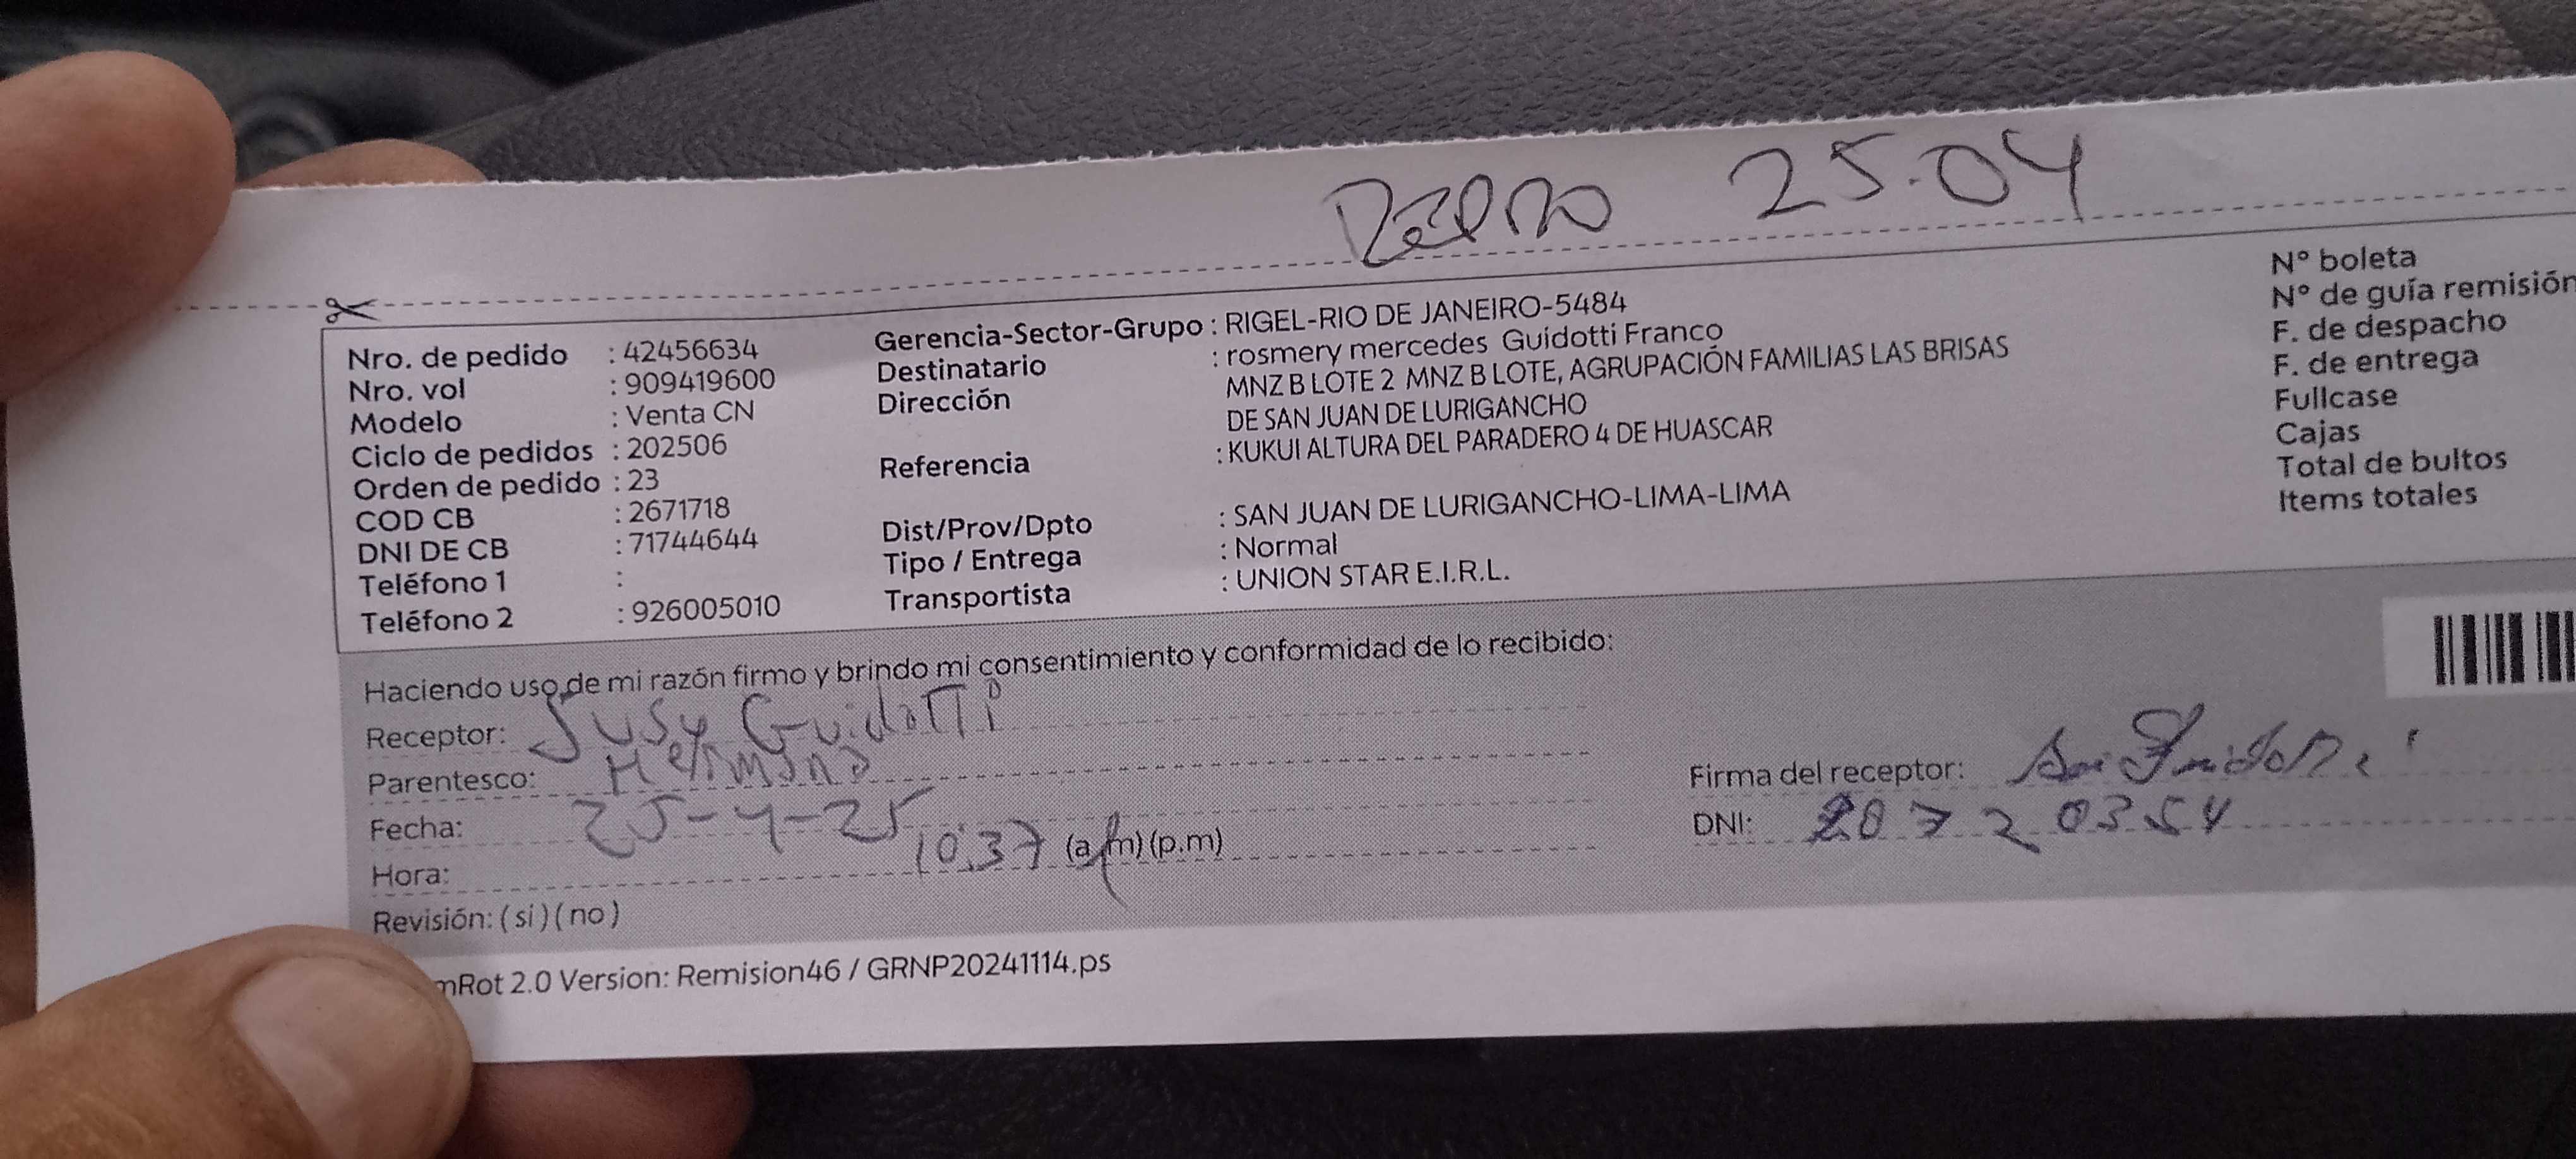 Pedro 25.04
Nro. de pedido : 42456634
Nro. vol : 909419600
Modelo : Venta CN
Ciclo de pedidos : 202506
Orden de pedido : 23
COD CB : 2671718
DNI DE CB : 71744644
Teléfono 1 :
Teléfono 2 : 926005010
Gerencia-Sector-Grupo : RIGEL-RIO DE JANEIRO-5484
Destinatario : rosmery mercedes Guidotti Franco
Dirección MNZ B LOTE 2 MNZ B LOTE, AGRUPACIÓN FAMILIAS LAS BRISAS
DE SAN JUAN DE LURIGANCHO
Referencia : KUKUI ALTURA DEL PARADERO 4 DE HUASCAR
Dist/Prov/Dpto : SAN JUAN DE LURIGANCHO-LIMA-LIMA
Tipo / Entrega : Normal
Transportista : UNION STAR E.I.R.L.
N° boleta
N° de guía remisión
F. de despacho
F. de entrega
Fullcase
Cajas
Total de bultos
Items totales
Haciendo uso de mi razón firmo y brindo mi consentimiento y conformidad de lo recibido:
Receptor: Susy Guidotti
Parentesco: Hermana
Fecha: 25-4-25
Hora: 10:37 (a.m) (p.m)
Revisión: (si) (no)
Firma del receptor:
DNI:
mRot 2.0 Version: Remision46 / GRNP20241114.ps